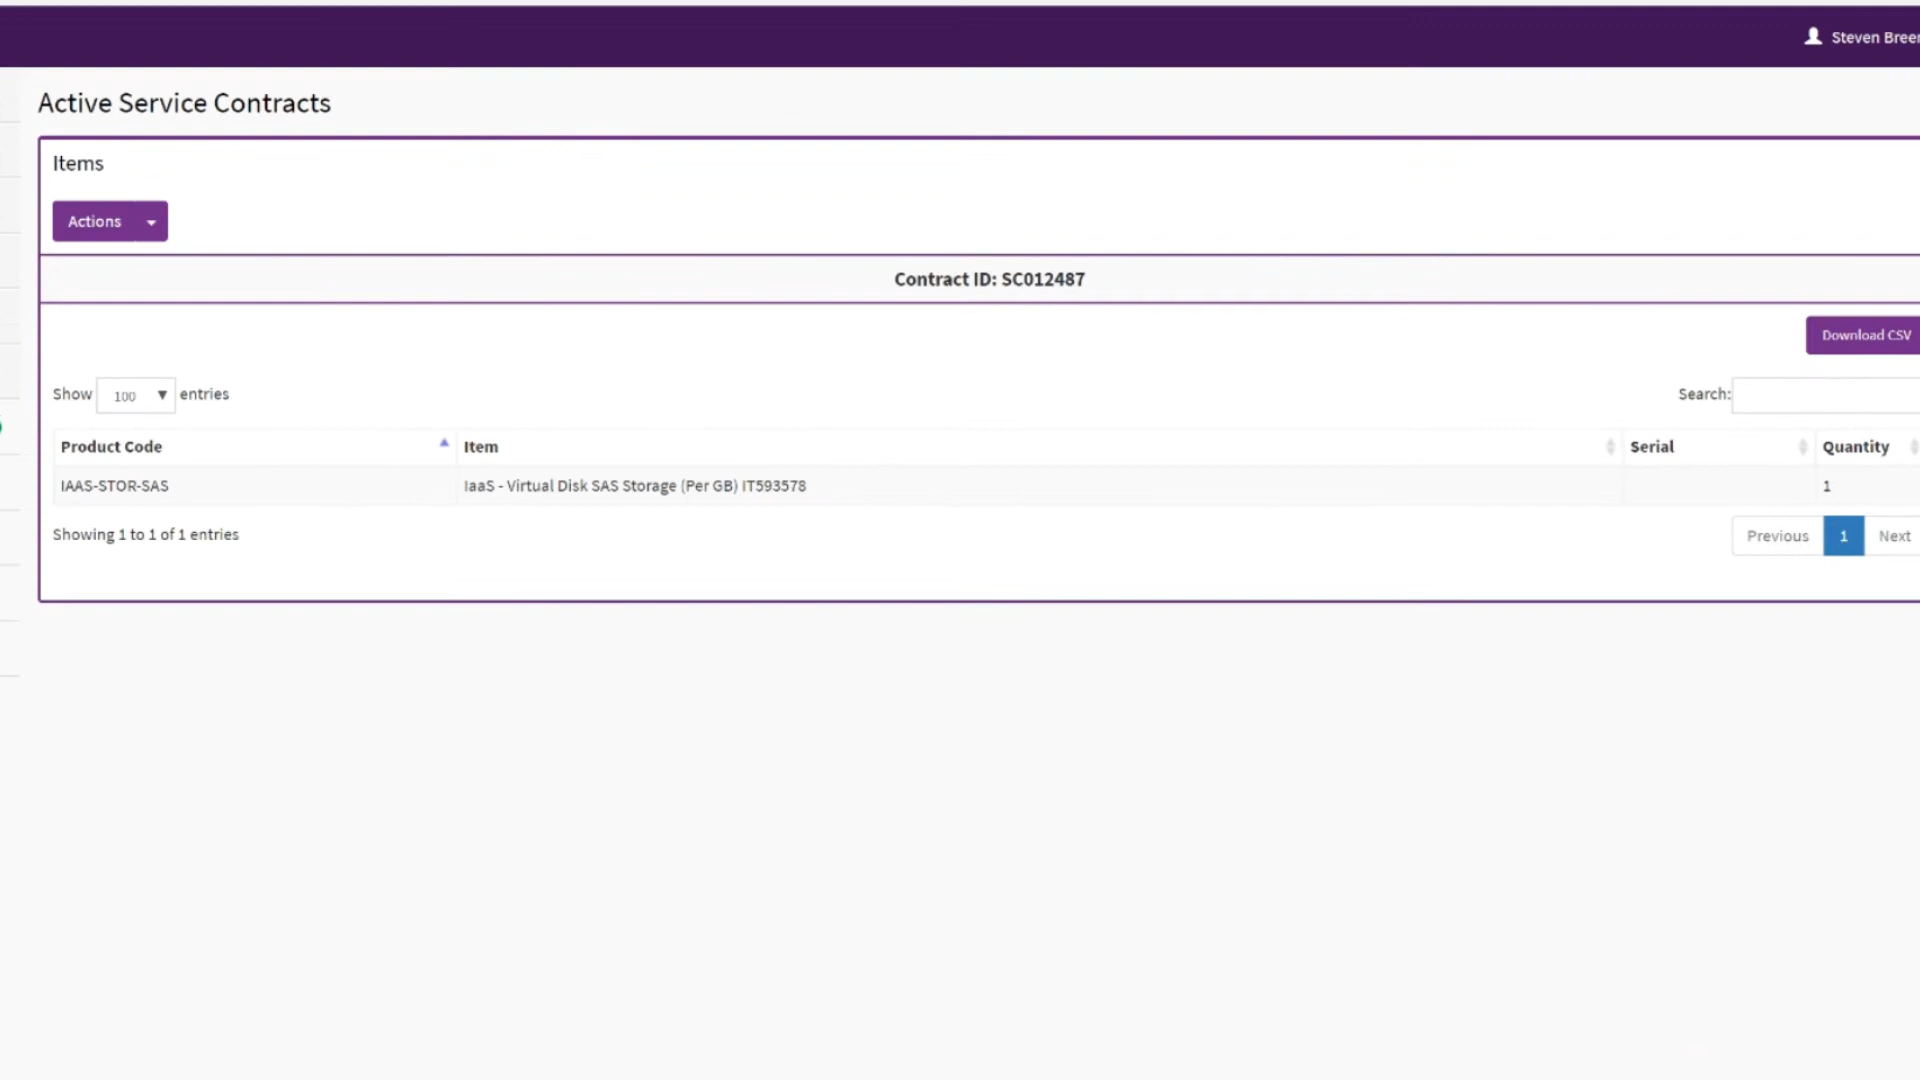 Steven Breen
Active Service Contracts
Items
Actions
Contract ID: SC012487
Download CSV
Show 100 entries
Search:
Product Code Item Serial Quantity
IAAS-STOR-SAS IaaS - Virtual Disk SAS Storage (Per GB) IT593578 1
Showing 1 to 1 of 1 entries
Previous 1 Next